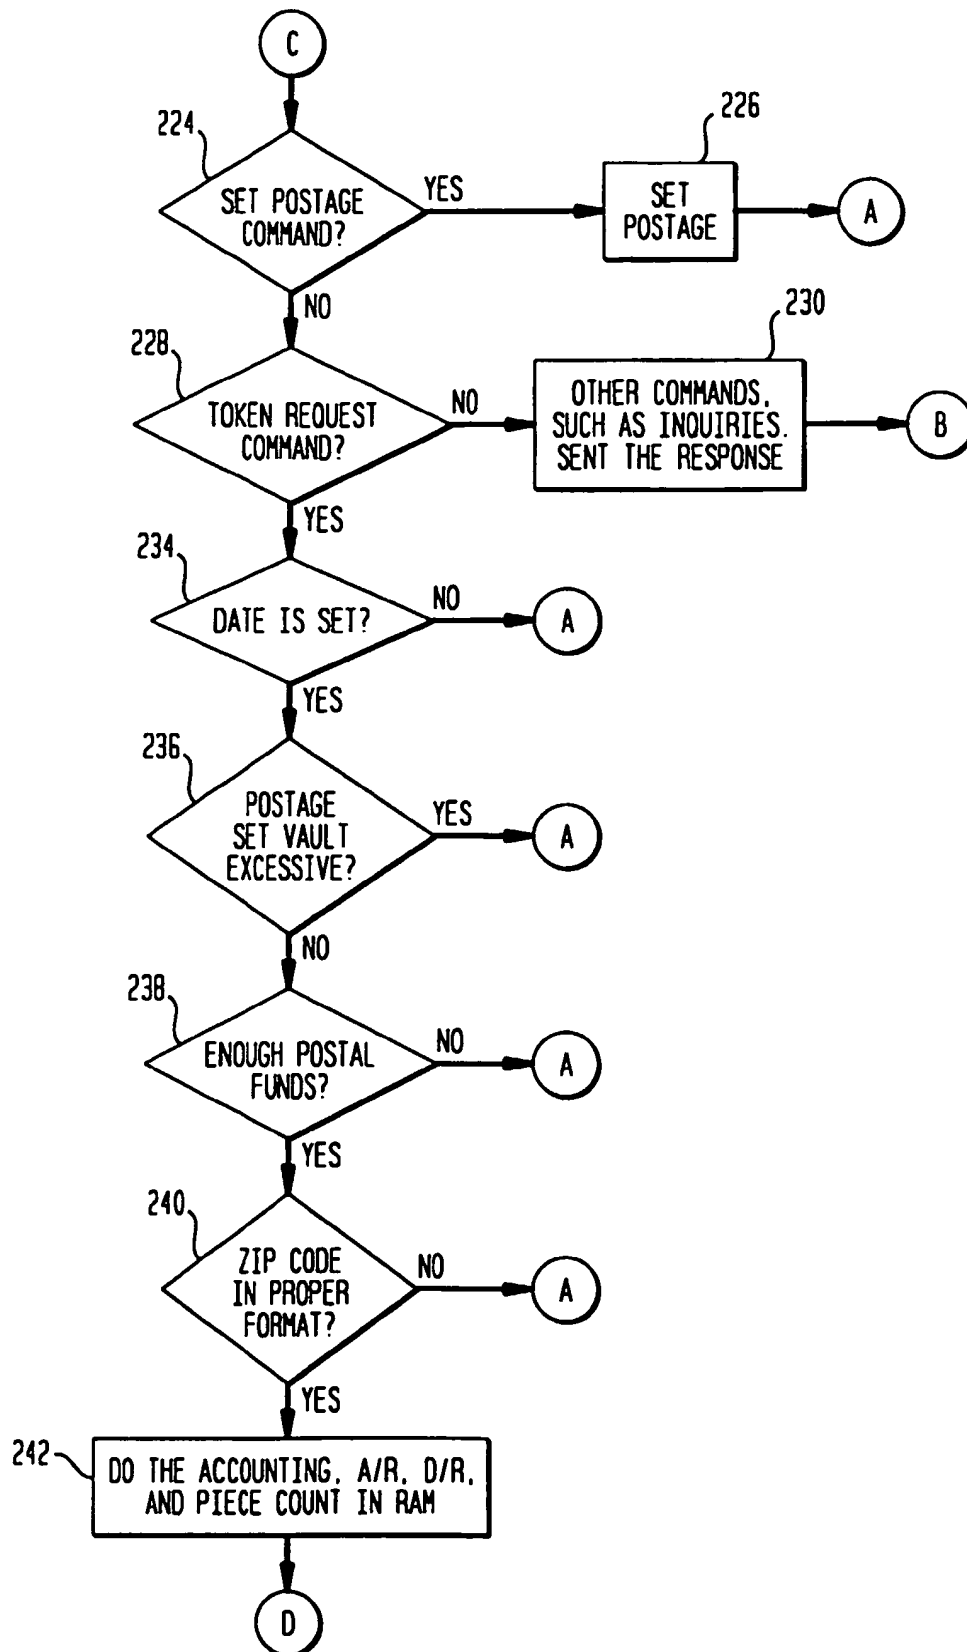 C
224
SET POSTAGE
COMMAND?
YES
226
SET
POSTAGE
A
NO
228
TOKEN REQUEST
COMMAND?
NO
230
OTHER COMMANDS,
SUCH AS INQUIRIES.
SENT THE RESPONSE
B
YES
234
DATE IS SET?
NO
A
YES
236
POSTAGE
SET VAULT
EXCESSIVE?
YES
A
NO
238
ENOUGH POSTAL
FUNDS?
NO
A
YES
240
ZIP CODE
IN PROPER
FORMAT?
NO
A
YES
242
DO THE ACCOUNTING, A/R, D/R,
AND PIECE COUNT IN RAM
D